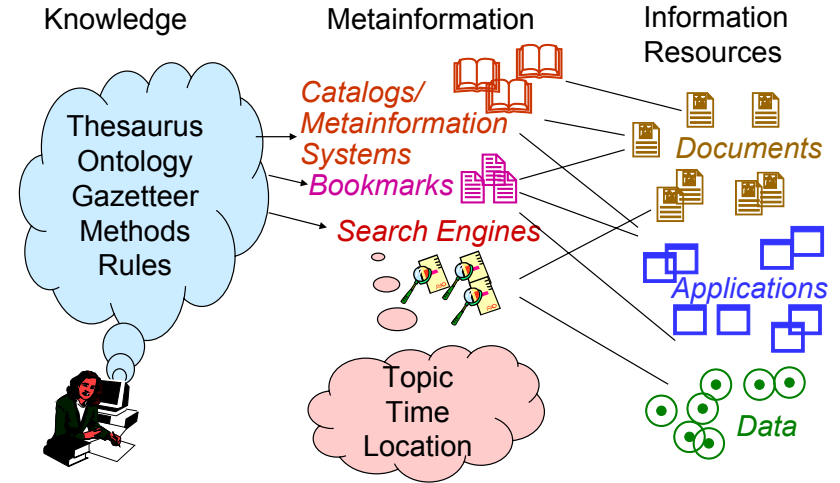 Knowledge
Metainformation
Information
Resources
Thesaurus
Ontology
Gazetteer
Methods
Rules
Catalogs/
Metainformation
Systems
Bookmarks
Search Engines
Topic
Time
Location
Documents
Applications
Data